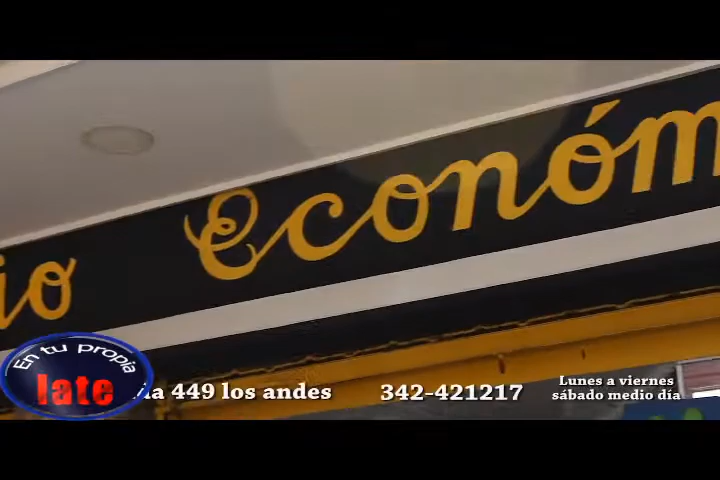 io Económ
En tu propia
late
449 los andes
342-421217
Lunes a viernes
sábado medio día